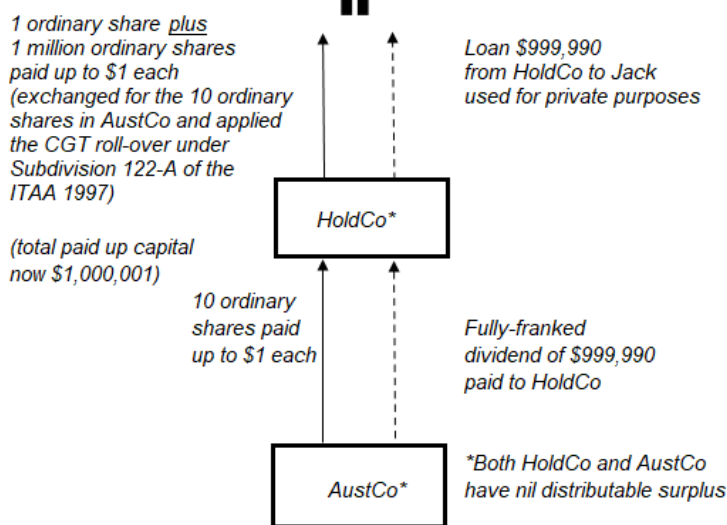 1 ordinary share plus
1 million ordinary shares
paid up to $1 each
(exchanged for the 10 ordinary
shares in AustCo and applied
the CGT roll-over under
Subdivision 122-A of the
ITAA 1997)
(total paid up capital
now $1,000,001)
Loan $999,990
from HoldCo to Jack
used for private purposes
HoldCo*
10 ordinary
shares paid
up to $1 each
Fully-franked
dividend of $999,990
paid to HoldCo
AustCo*
*Both HoldCo and AustCo
have nil distributable surplus